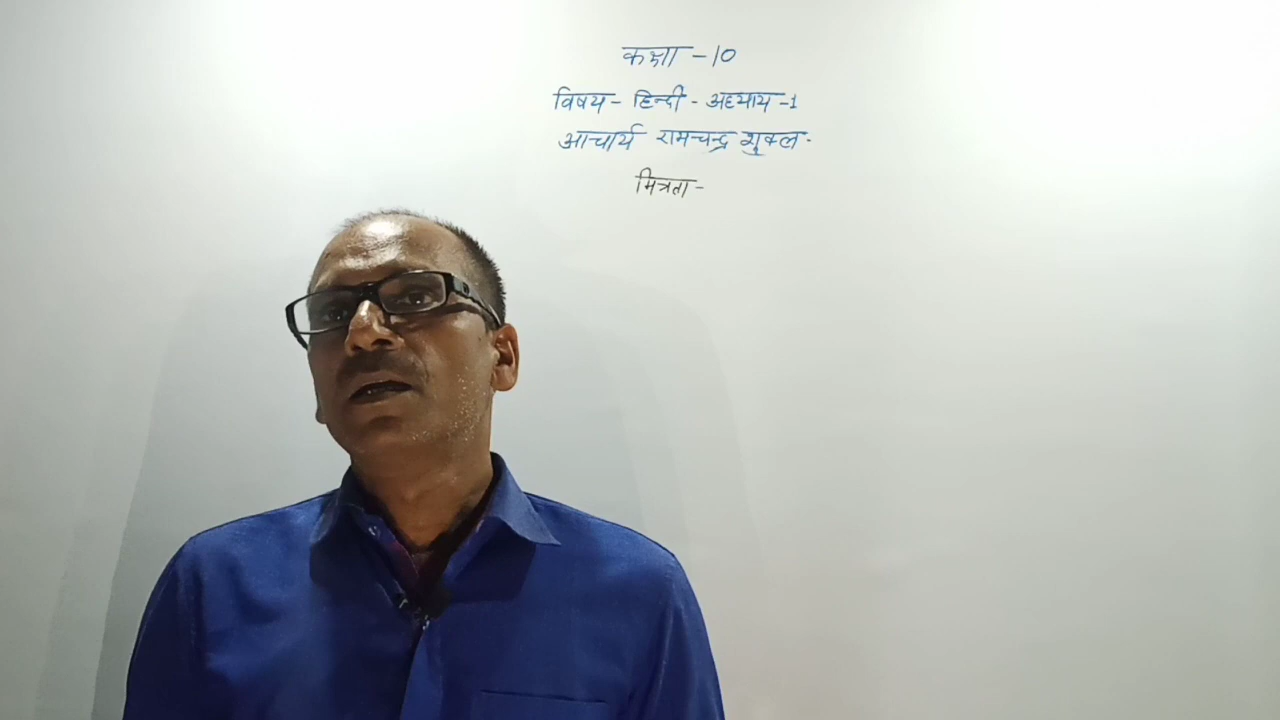 कक्षा -10
विषय - हिन्दी - अध्याय -1
आचार्य रामचन्द्र शुक्ल -
मित्रता -